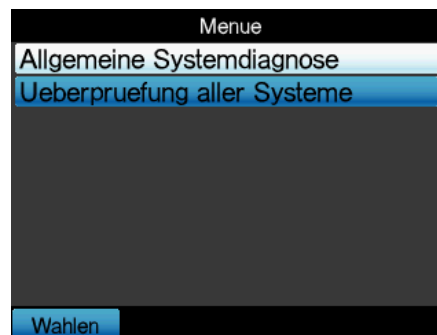 Menue
Allgemeine Systemdiagnose
Ueberpruefung aller Systeme
Wahlen